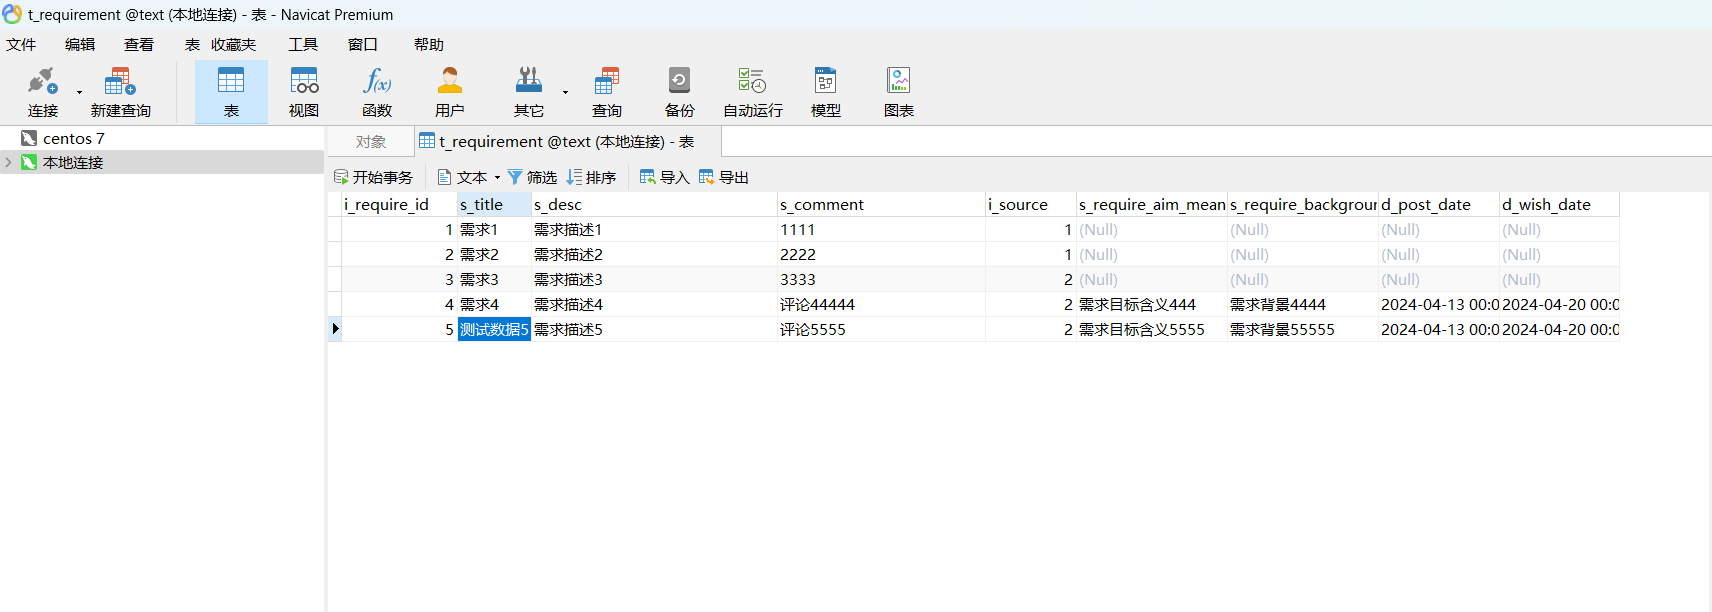 t_requirement @text (本地连接) - 表 - Navicat Premium
文件 编辑 查看 表 收藏夹 工具 窗口 帮助
连接 新建查询 表 视图 函数 用户 其它 查询 备份 自动运行 模型 图表
centos 7
本地连接
对象 t_requirement @text (本地连接) - 表
开始事务 文本 筛选 排序 导入 导出
i_require_id s_title s_desc s_comment i_source s_require_aim_mean s_require_backgroun d_post_date d_wish_date
1 需求1 需求描述1 1111 1 (Null) (Null) (Null) (Null)
2 需求2 需求描述2 2222 1 (Null) (Null) (Null) (Null)
3 需求3 需求描述3 3333 2 (Null) (Null) (Null) (Null)
4 需求4 需求描述4 评论44444 2 需求目标含义444 需求背景4444 2024-04-13 00:0 2024-04-20 00:0
5 测试数据5 需求描述5 评论5555 2 需求目标含义5555 需求背景55555 2024-04-13 00:0 2024-04-20 00:0